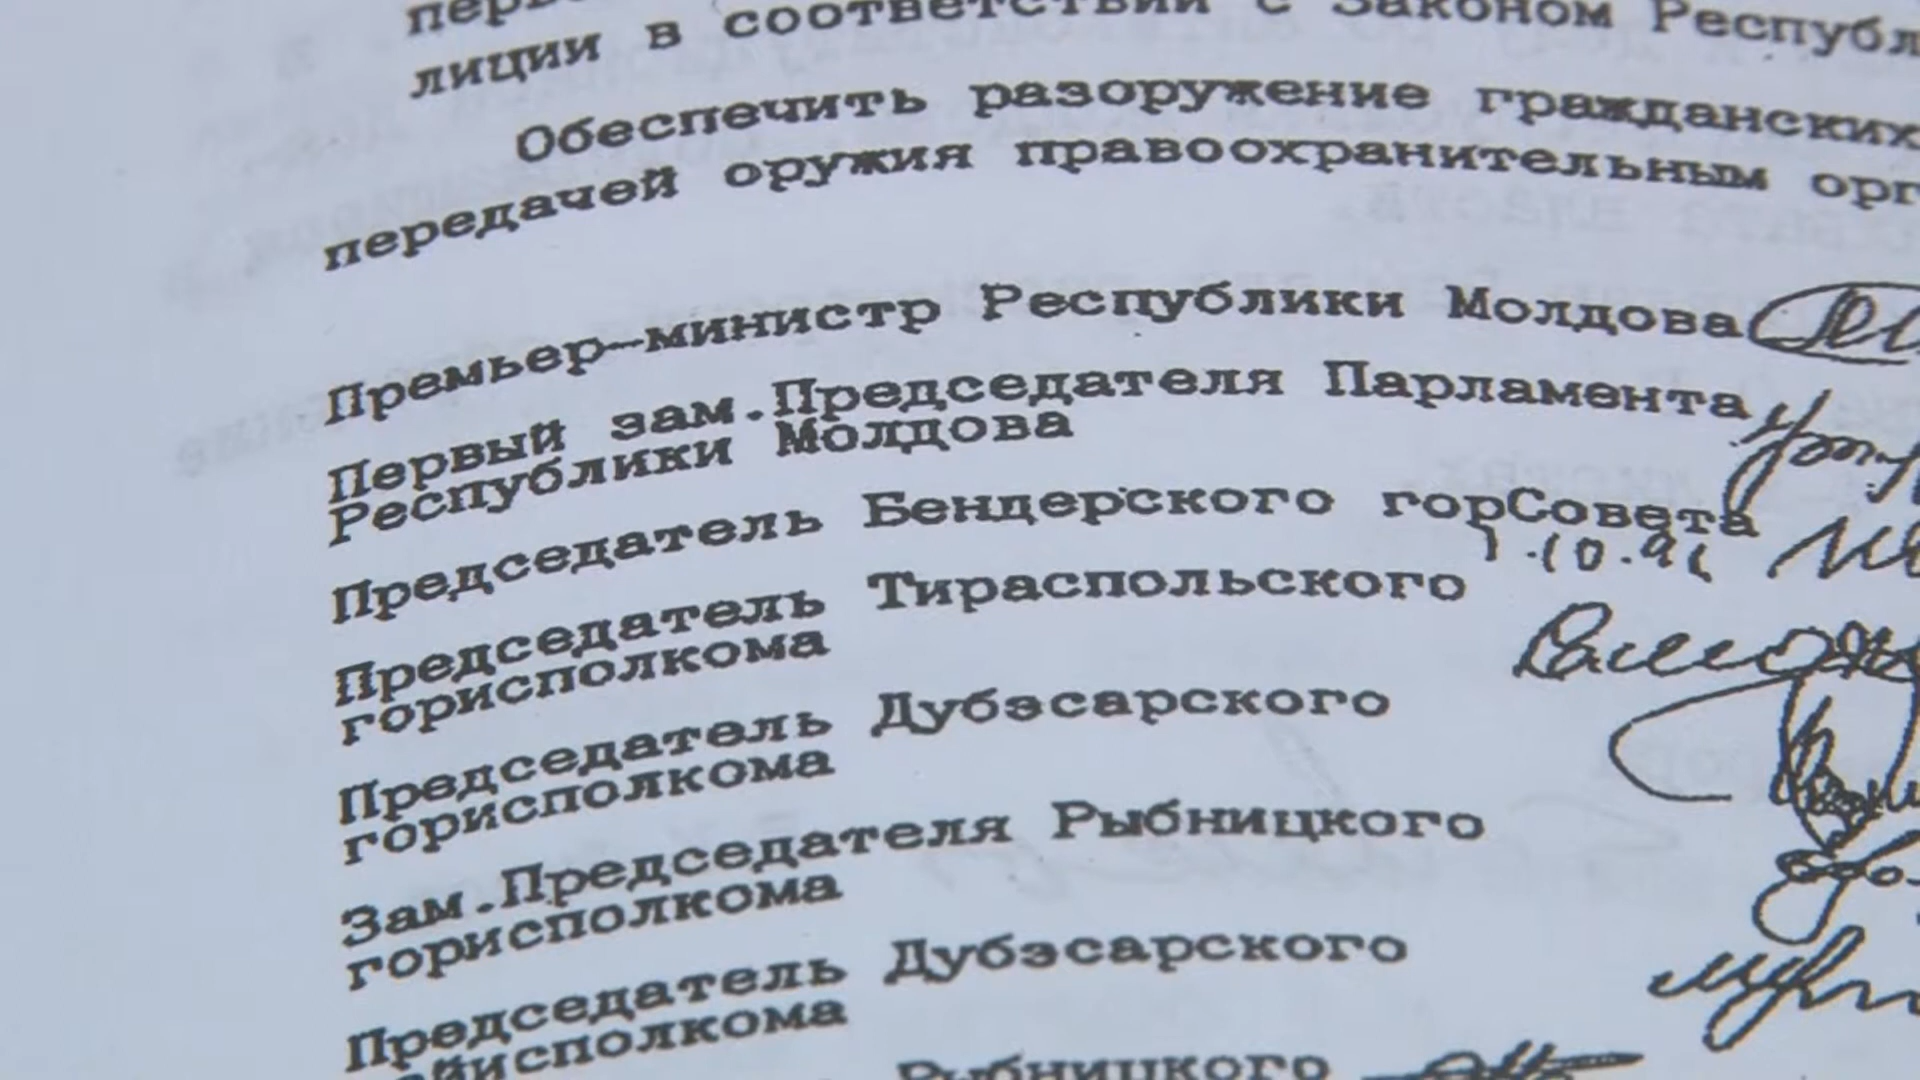 лиции в соответствии с Законом Республ
Обеспечить разоружение гражданских
передачей оружия правоохранительным орг
Премьер-министр Республики Молдова
Первый зам.Председателя Парламента
Республики Молдова
Председатель Бендерского горСовета
1.10.91
Председатель Тираспольского
горисполкома
Председатель Дубэсарского
горисполкома
Зам.Председателя Рыбницкого
горисполкома
Председатель Дубэсарского
айисполкома
Рыбницкого